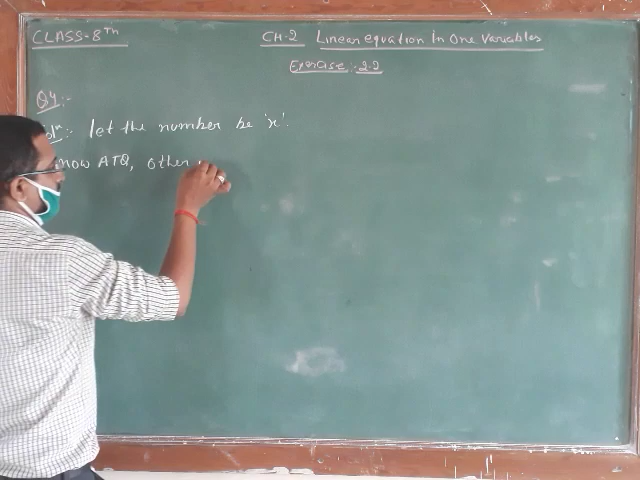 CLASS-8TH
CH-2 Linear equation In One Variables
Exercise:-2.2
Q4:-
Solⁿ:- let the number be 'x'.
now ATQ, Other